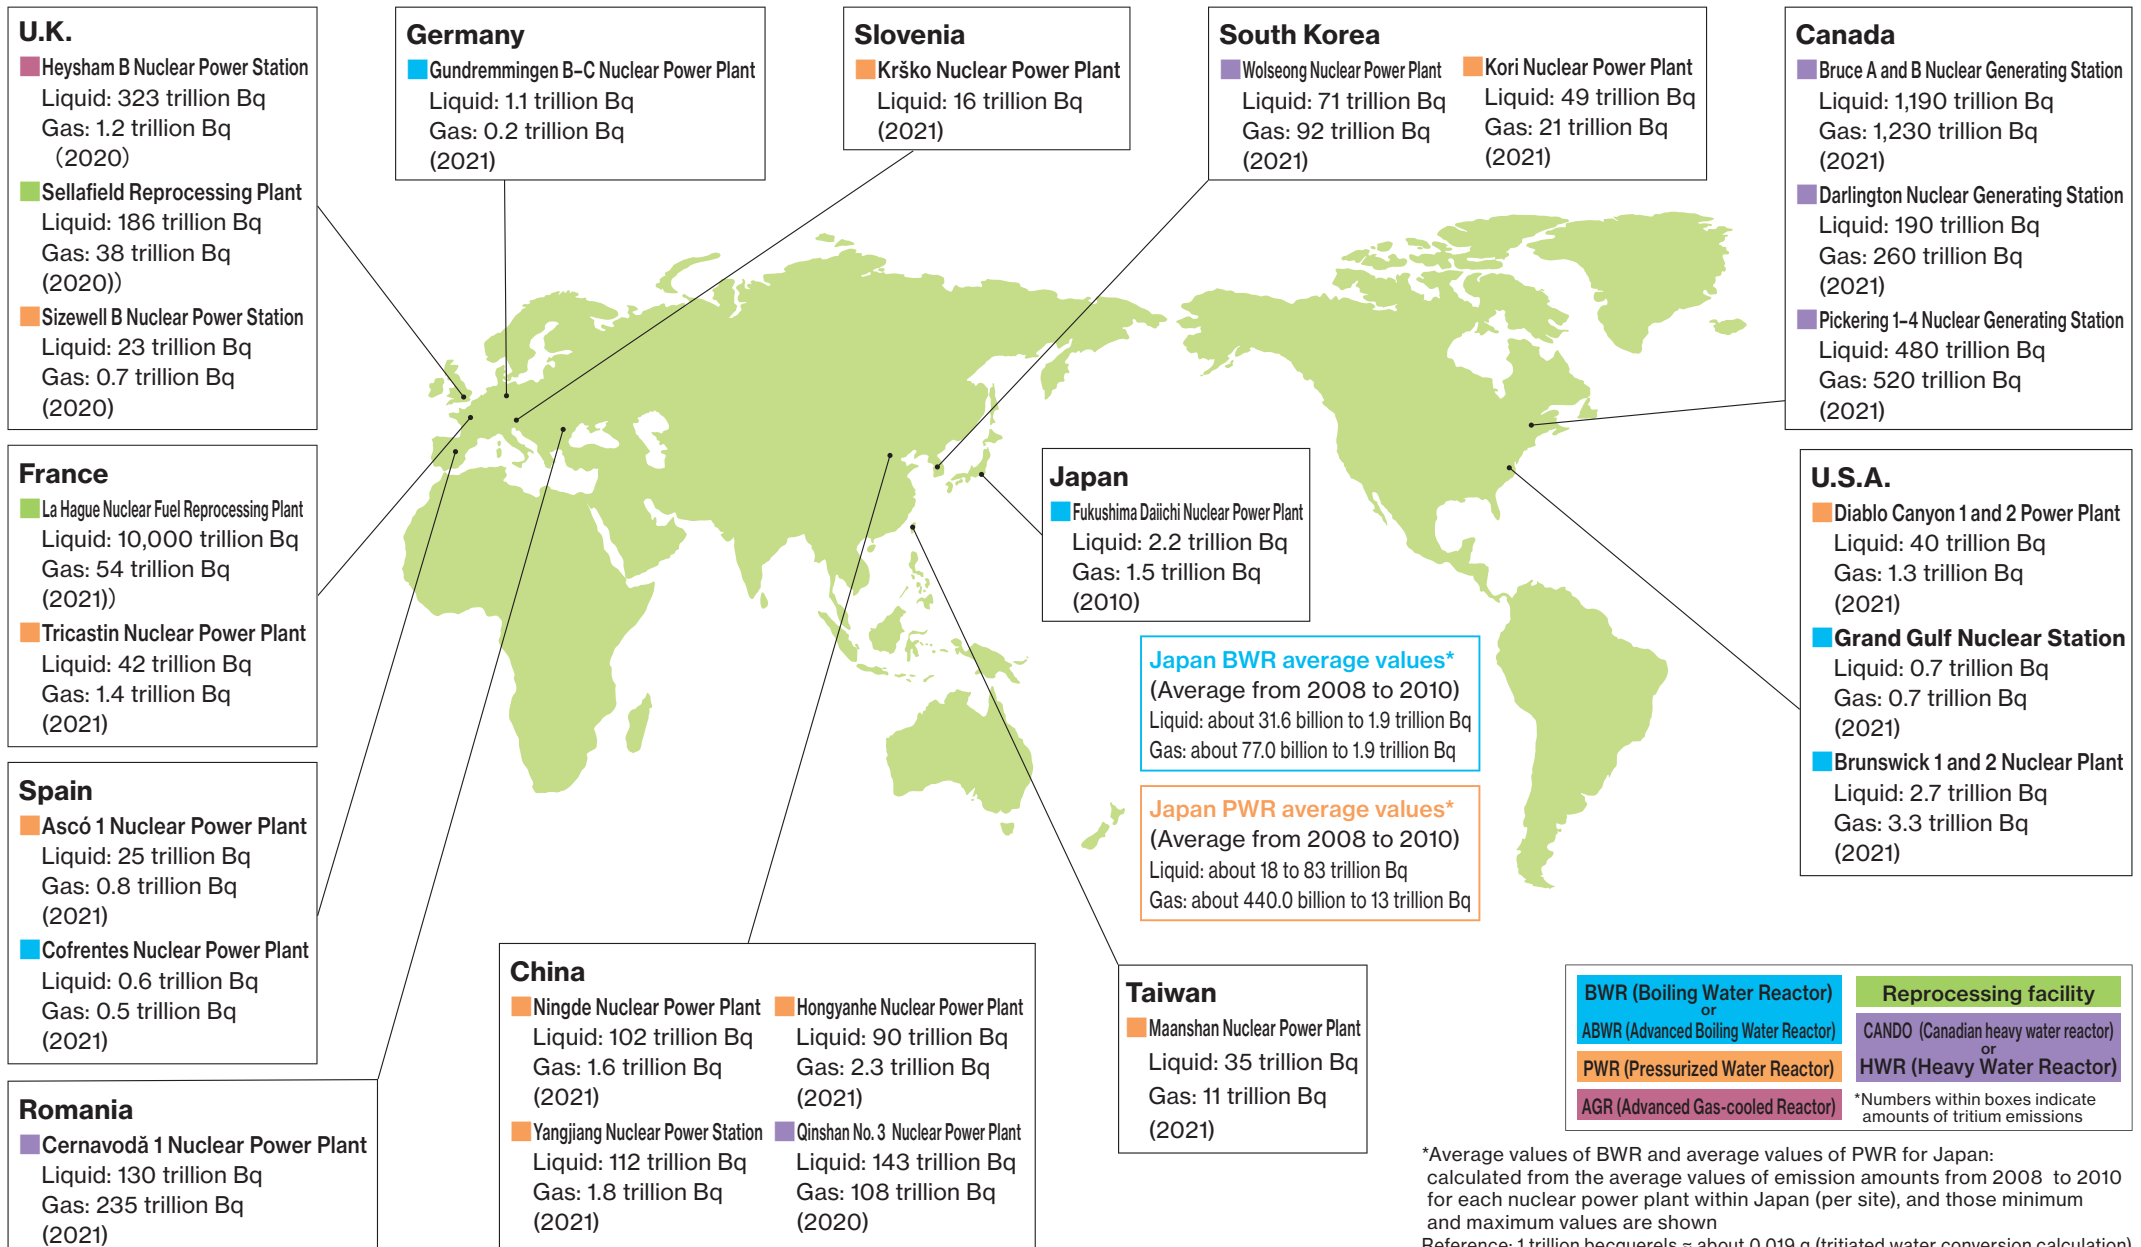 U.K.
Heysham B Nuclear Power Station
Liquid: 323 trillion Bq
Gas: 1.2 trillion Bq
(2020)
Sellafield Reprocessing Plant
Liquid: 186 trillion Bq
Gas: 38 trillion Bq
(2020))
Sizewell B Nuclear Power Station
Liquid: 23 trillion Bq
Gas: 0.7 trillion Bq
(2020)
France
La Hague Nuclear Fuel Reprocessing Plant
Liquid: 10,000 trillion Bq
Gas: 54 trillion Bq
(2021))
Tricastin Nuclear Power Plant
Liquid: 42 trillion Bq
Gas: 1.4 trillion Bq
(2021)
Spain
Ascó 1 Nuclear Power Plant
Liquid: 25 trillion Bq
Gas: 0.8 trillion Bq
(2021)
Cofrentes Nuclear Power Plant
Liquid: 0.6 trillion Bq
Gas: 0.5 trillion Bq
(2021)
Romania
Cernavodă 1 Nuclear Power Plant
Liquid: 130 trillion Bq
Gas: 235 trillion Bq
(2021)
Germany
Gundremmingen B–C Nuclear Power Plant
Liquid: 1.1 trillion Bq
Gas: 0.2 trillion Bq
(2021)
Slovenia
Krško Nuclear Power Plant
Liquid: 16 trillion Bq
(2021)
South Korea
Wolseong Nuclear Power Plant
Liquid: 71 trillion Bq
Gas: 92 trillion Bq
(2021)
Kori Nuclear Power Plant
Liquid: 49 trillion Bq
Gas: 21 trillion Bq
(2021)
Canada
Bruce A and B Nuclear Generating Station
Liquid: 1,190 trillion Bq
Gas: 1,230 trillion Bq
(2021)
Darlington Nuclear Generating Station
Liquid: 190 trillion Bq
Gas: 260 trillion Bq
(2021)
Pickering 1–4 Nuclear Generating Station
Liquid: 480 trillion Bq
Gas: 520 trillion Bq
(2021)
Japan
Fukushima Daiichi Nuclear Power Plant
Liquid: 2.2 trillion Bq
Gas: 1.5 trillion Bq
(2010)
Japan BWR average values*
(Average from 2008 to 2010)
Liquid: about 31.6 billion to 1.9 trillion Bq
Gas: about 77.0 billion to 1.9 trillion Bq
Japan PWR average values*
(Average from 2008 to 2010)
Liquid: about 18 to 83 trillion Bq
Gas: about 440.0 billion to 13 trillion Bq
U.S.A.
Diablo Canyon 1 and 2 Power Plant
Liquid: 40 trillion Bq
Gas: 1.3 trillion Bq
(2021)
Grand Gulf Nuclear Station
Liquid: 0.7 trillion Bq
Gas: 0.7 trillion Bq
(2021)
Brunswick 1 and 2 Nuclear Plant
Liquid: 2.7 trillion Bq
Gas: 3.3 trillion Bq
(2021)
China
Ningde Nuclear Power Plant
Liquid: 102 trillion Bq
Gas: 1.6 trillion Bq
(2021)
Hongyanhe Nuclear Power Plant
Liquid: 90 trillion Bq
Gas: 2.3 trillion Bq
(2021)
Yangjiang Nuclear Power Station
Liquid: 112 trillion Bq
Gas: 1.8 trillion Bq
(2021)
Qinshan No. 3 Nuclear Power Plant
Liquid: 143 trillion Bq
Gas: 108 trillion Bq
(2020)
Taiwan
Maanshan Nuclear Power Plant
Liquid: 35 trillion Bq
Gas: 11 trillion Bq
(2021)
BWR (Boiling Water Reactor)
or
ABWR (Advanced Boiling Water Reactor)
PWR (Pressurized Water Reactor)
AGR (Advanced Gas-cooled Reactor)
Reprocessing facility
CANDO (Canadian heavy water reactor)
or
HWR (Heavy Water Reactor)
*Numbers within boxes indicate
amounts of tritium emissions
*Average values of BWR and average values of PWR for Japan:
calculated from the average values of emission amounts from 2008 to 2010
for each nuclear power plant within Japan (per site), and those minimum
and maximum values are shown
Reference: 1 trillion becquerels ≈ about 0.019 g (tritiated water conversion calculation)